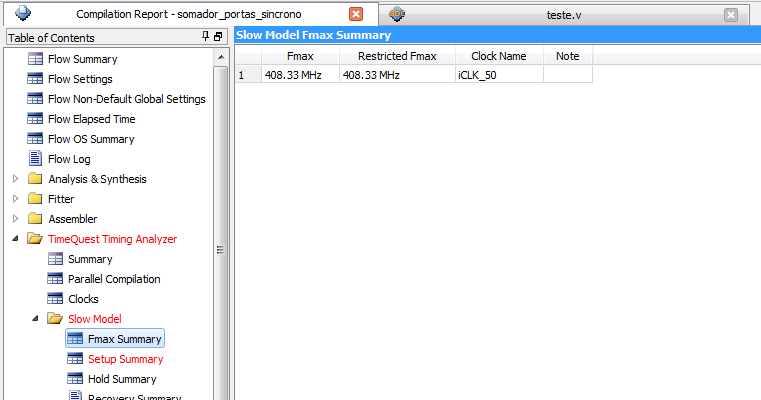 Compilation Report - somador_portas_sincrono
teste.v
Table of Contents
Flow Summary
Flow Settings
Flow Non-Default Global Settings
Flow Elapsed Time
Flow OS Summary
Flow Log
Analysis & Synthesis
Fitter
Assembler
TimeQuest Timing Analyzer
Summary
Parallel Compilation
Clocks
Slow Model
Fmax Summary
Setup Summary
Hold Summary
Recovery Summary
Slow Model Fmax Summary
Fmax Restricted Fmax Clock Name Note
1 408.33 MHz 408.33 MHz iCLK_50